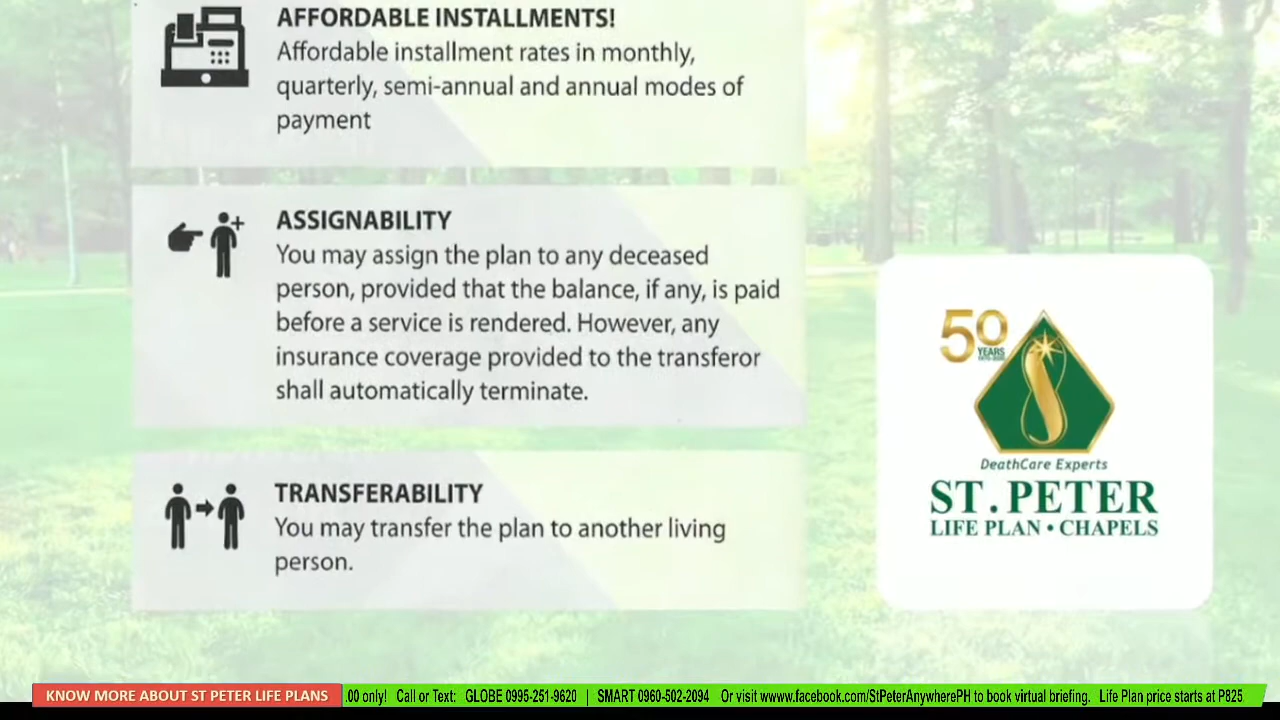 AFFORDABLE INSTALLMENTS!
Affordable installment rates in monthly,
quarterly, semi-annual and annual modes of
payment
ASSIGNABILITY
You may assign the plan to any deceased
person, provided that the balance, if any, is paid
before a service is rendered. However, any
insurance coverage provided to the transferor
shall automatically terminate.
TRANSFERABILITY
You may transfer the plan to another living
person.
50
YEARS
DeathCare Experts
ST. PETER
LIFE PLAN • CHAPELS
KNOW MORE ABOUT ST PETER LIFE PLANS
00 only! Call or Text: GLOBE 0995-251-9620 | SMART 0960-502-2094 Or visit wwww.facebook.com/StPeterAnywherePH to book virtual briefing. Life Plan price starts at P825